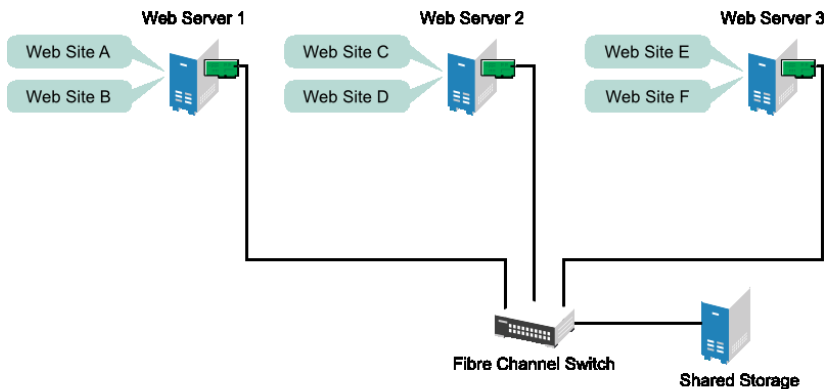 Web Server 1
Web Server 2
Web Server 3
Web Site A
Web Site C
Web Site E
Web Site B
Web Site D
Web Site F
Fibre Channel Switch
Shared Storage